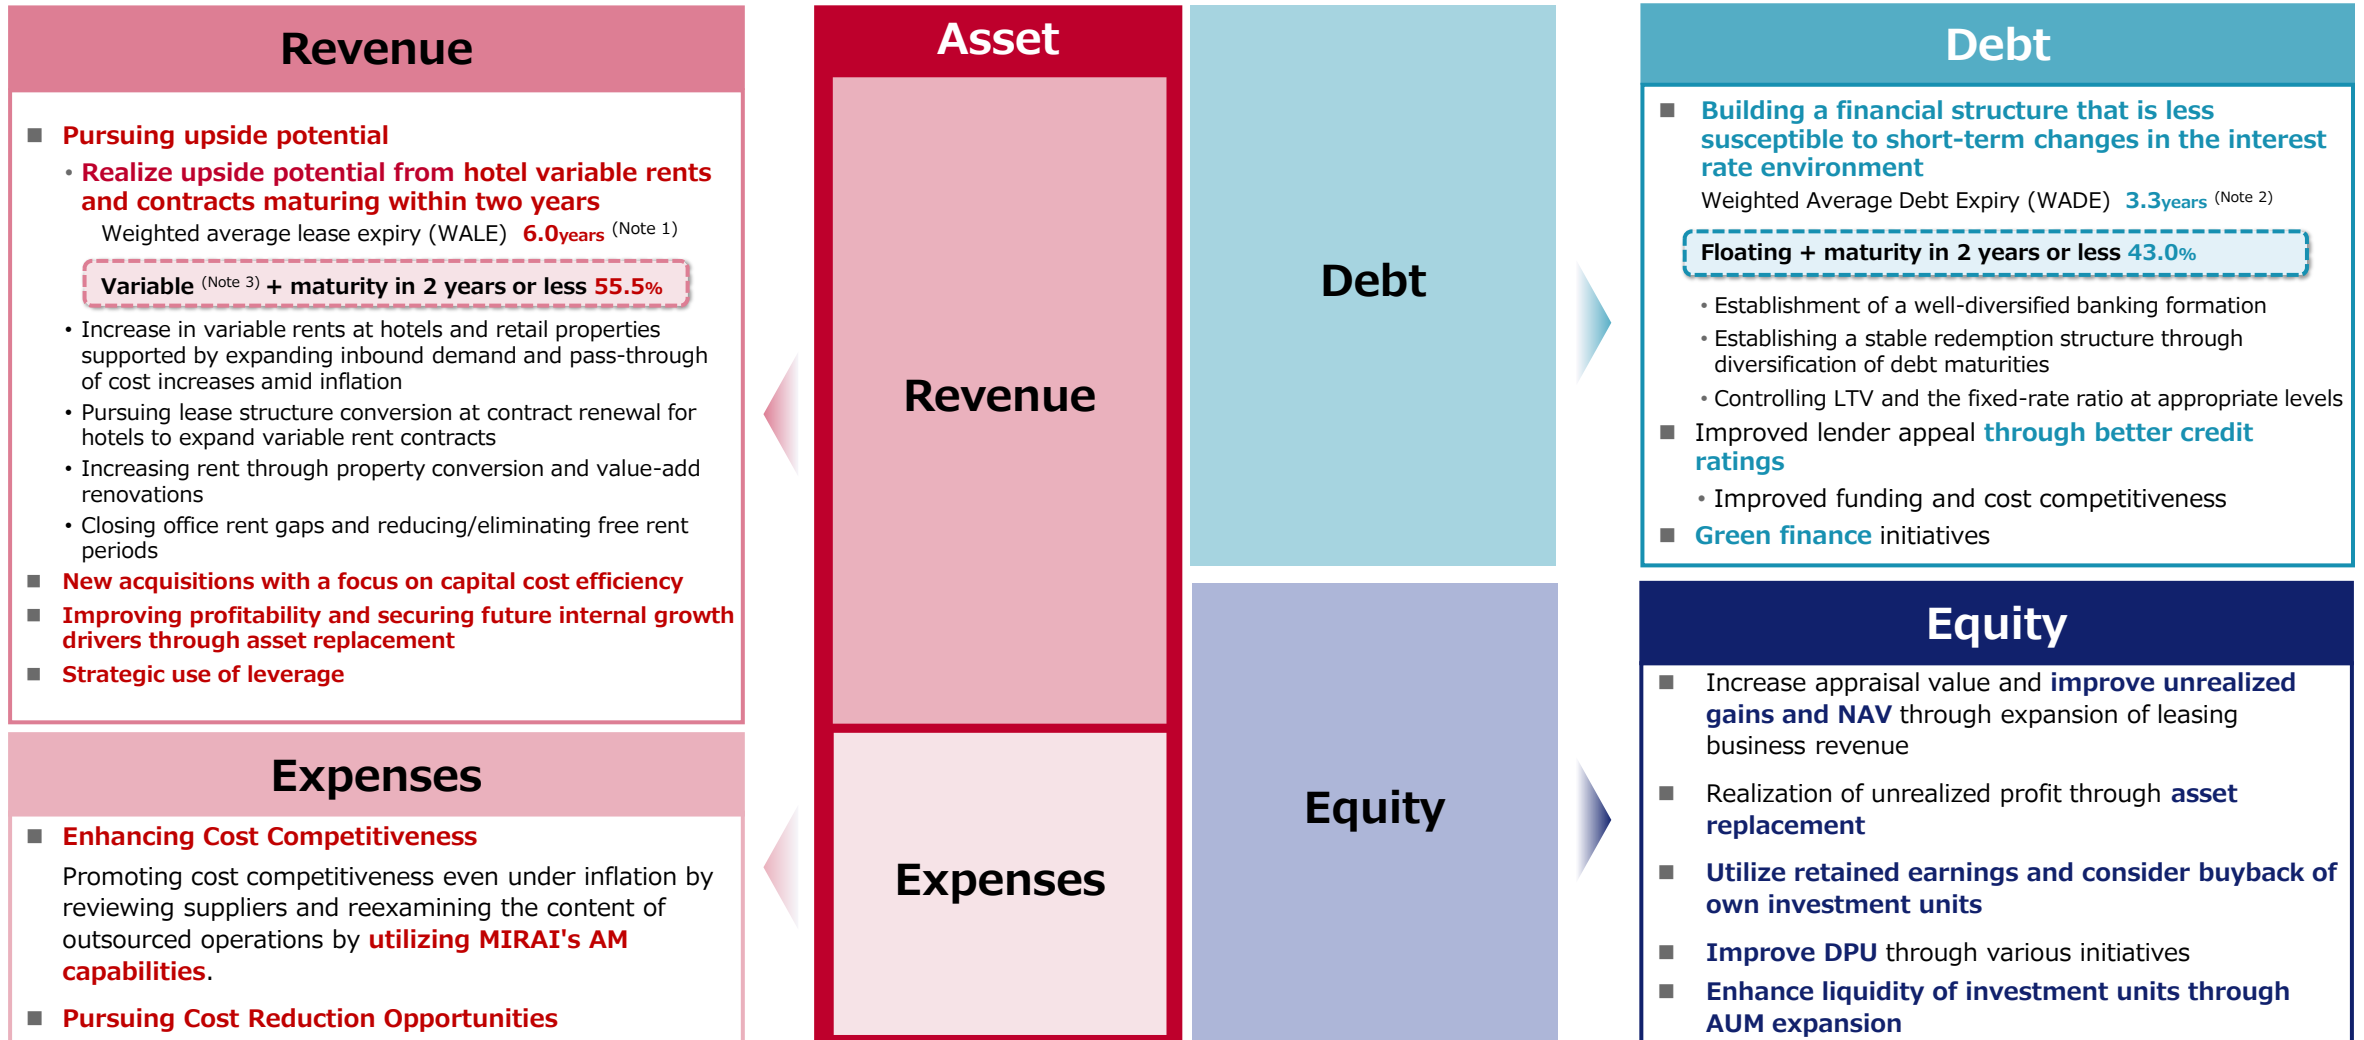 Revenue
■ Pursuing upside potential
• Realize upside potential from hotel variable rents
and contracts maturing within two years
Weighted average lease expiry (WALE) 6.0years (Note 1)
Variable (Note 3) + maturity in 2 years or less 55.5%
• Increase in variable rents at hotels and retail properties
supported by expanding inbound demand and pass-through
of cost increases amid inflation
• Pursuing lease structure conversion at contract renewal for
hotels to expand variable rent contracts
• Increasing rent through property conversion and value-add
renovations
• Closing office rent gaps and reducing/eliminating free rent
periods
■ New acquisitions with a focus on capital cost efficiency
■ Improving profitability and securing future internal growth
drivers through asset replacement
■ Strategic use of leverage
Expenses
■ Enhancing Cost Competitiveness
Promoting cost competitiveness even under inflation by
reviewing suppliers and reexamining the content of
outsourced operations by utilizing MIRAI's AM
capabilities.
■ Pursuing Cost Reduction Opportunities
Asset
Revenue
Expenses
Debt
Equity
Debt
■ Building a financial structure that is less
susceptible to short-term changes in the interest
rate environment
Weighted Average Debt Expiry (WADE) 3.3years (Note 2)
Floating + maturity in 2 years or less 43.0%
• Establishment of a well-diversified banking formation
• Establishing a stable redemption structure through
diversification of debt maturities
• Controlling LTV and the fixed-rate ratio at appropriate levels
■ Improved lender appeal through better credit
ratings
• Improved funding and cost competitiveness
■ Green finance initiatives
Equity
■ Increase appraisal value and improve unrealized
gains and NAV through expansion of leasing
business revenue
■ Realization of unrealized profit through asset
replacement
■ Utilize retained earnings and consider buyback of
own investment units
■ Improve DPU through various initiatives
■ Enhance liquidity of investment units through
AUM expansion